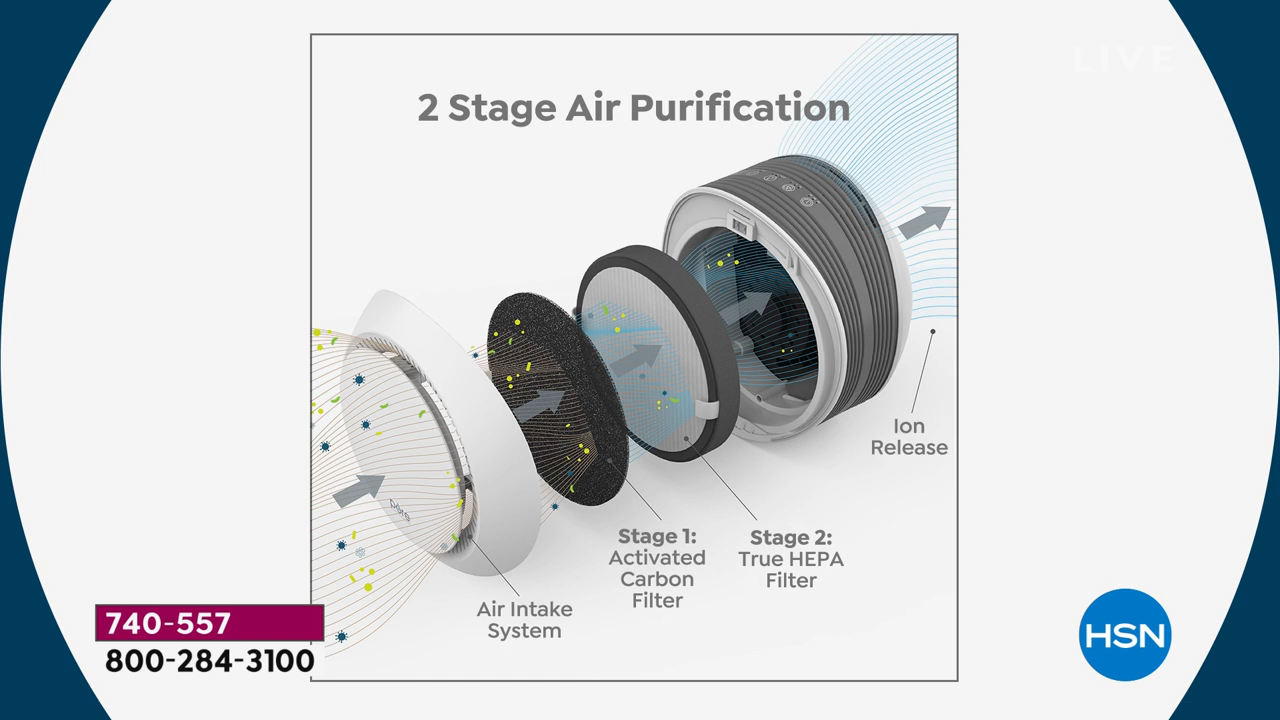 LIVE
2 Stage Air Purification
Ion
Release
Stage 1:
Activated
Carbon
Filter
Stage 2:
True HEPA
Filter
Air Intake
System
740-557
800-284-3100
HSN